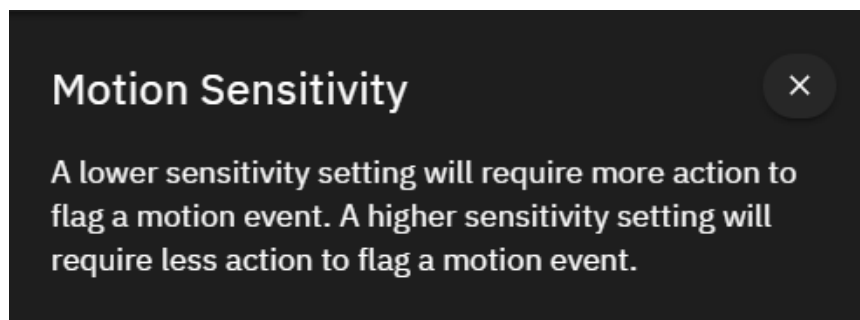 Motion Sensitivity
A lower sensitivity setting will require more action to
flag a motion event. A higher sensitivity setting will
require less action to flag a motion event.